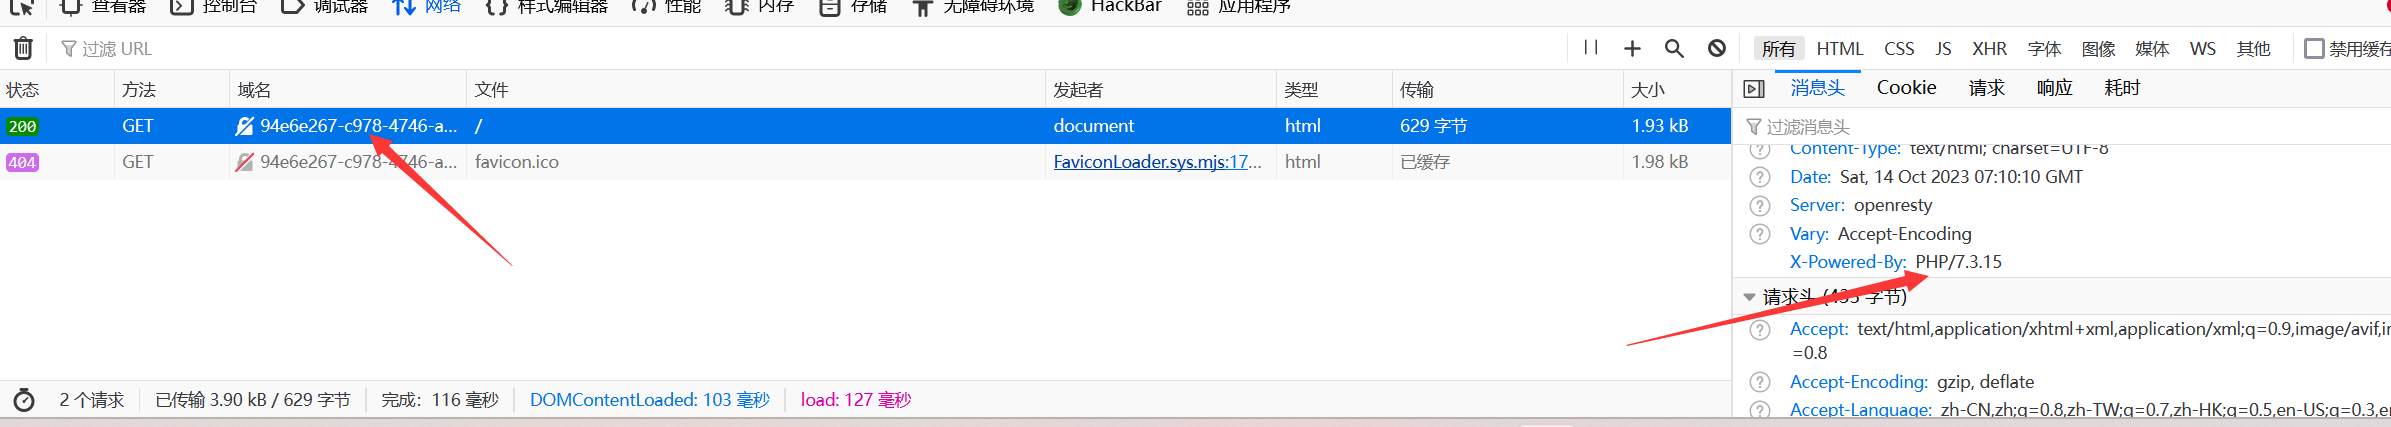 查看器 控制台 调试器 网络 样式编辑器 性能 内存 存储 无障碍环境 HackBar 应用程序
过滤 URL 所有 HTML CSS JS XHR 字体 图像 媒体 WS 其他 禁用缓存
状态 方法 域名 文件 发起者 类型 传输 大小
消息头 Cookie 请求 响应 耗时
200 GET 94e6e267-c978-4746-a... / document html 629 字节 1.93 kB
过滤消息头
404 GET 94e6e267-c978-4746-a... favicon.ico FaviconLoader.sys.mjs:17... html 已缓存 1.98 kB
Content-Type: text/html; charset=UTF-8
Date: Sat, 14 Oct 2023 07:10:10 GMT
Server: openresty
Vary: Accept-Encoding
X-Powered-By: PHP/7.3.15
请求头 (435 字节)
Accept: text/html,application/xhtml+xml,application/xml;q=0.9,image/avif,
=0.8
Accept-Encoding: gzip, deflate
Accept-Language: zh-CN,zh;q=0.8,zh-TW;q=0.7,zh-HK;q=0.5,en-US;q=0.3,
2 个请求 已传输 3.90 kB / 629 字节 完成: 116 毫秒 DOMContentLoaded: 103 毫秒 load: 127 毫秒